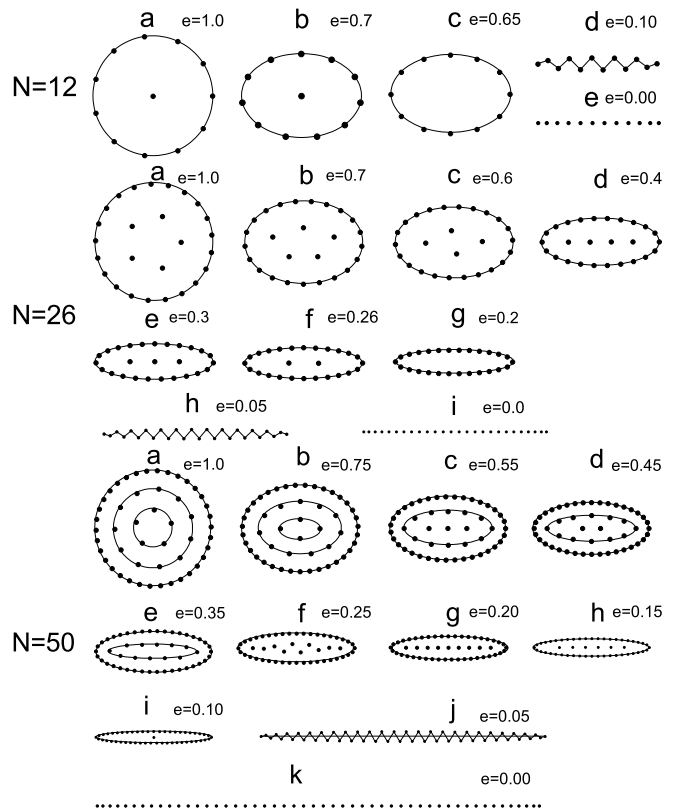 a e=1.0 b e=0.7 c e=0.65 d e=0.10
N=12
e e=0.00
a e=1.0 b e=0.7 c e=0.6 d e=0.4
N=26
e e=0.3 f e=0.26 g e=0.2
h e=0.05 i e=0.0
a e=1.0 b e=0.75 c e=0.55 d e=0.45
N=50
e e=0.35 f e=0.25 g e=0.20 h e=0.15
i e=0.10 j e=0.05
k e=0.00